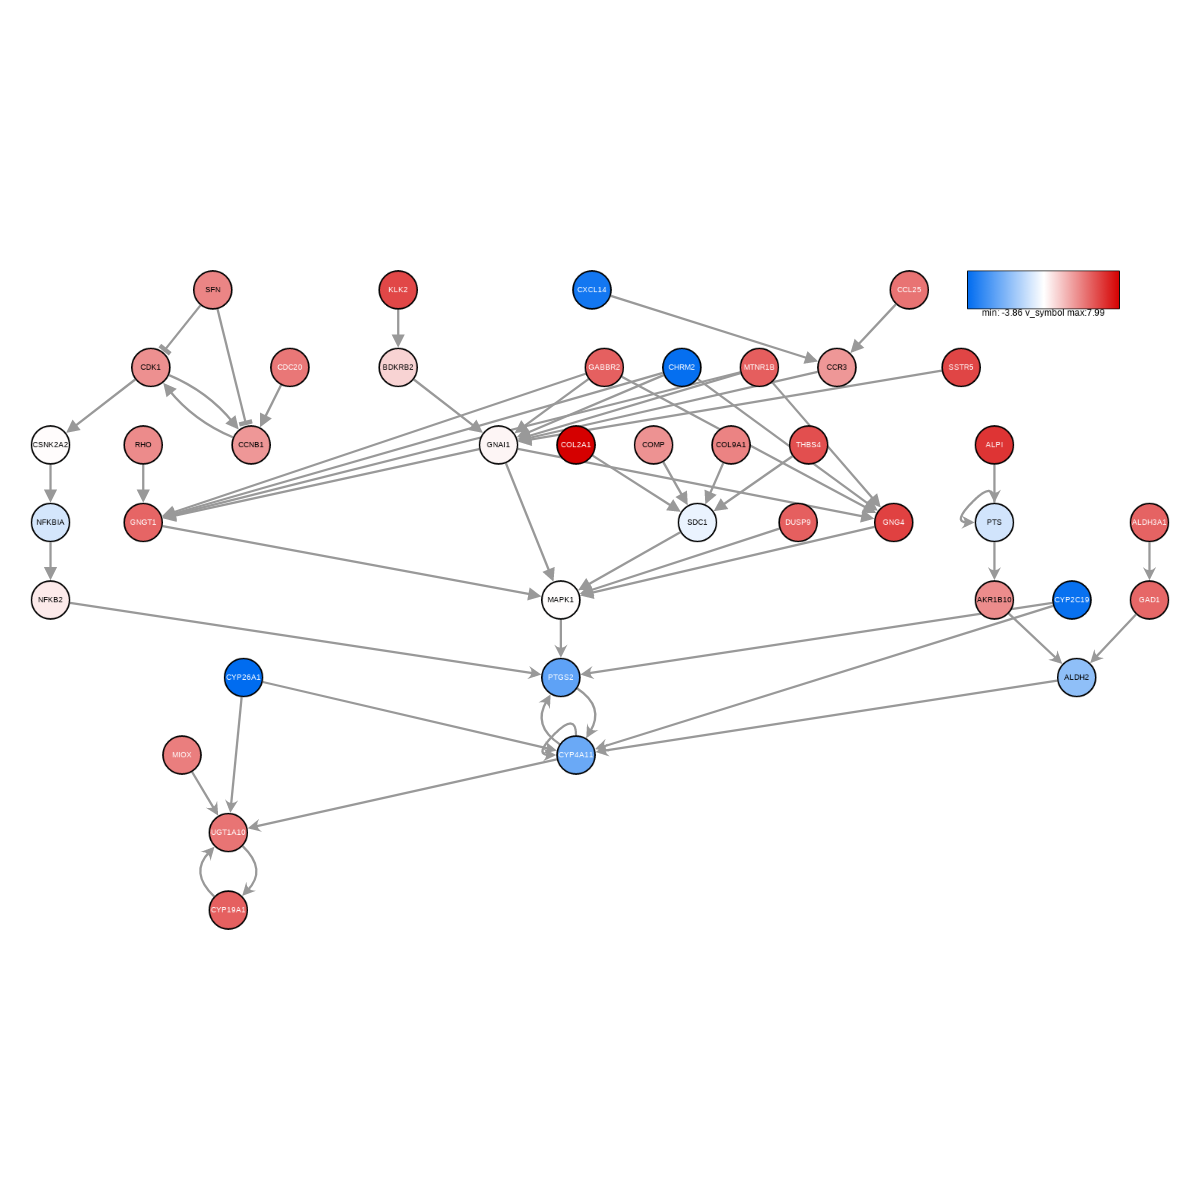 SFN
KLK2
CXCL14
CCL25
min: -3.86 v_symbol max:7.99
CDK1
CDC20
BDKRB2
GABBR2
CHRM2
MTNR1B
CCR3
SSTR5
CSNK2A2
RHO
CCNB1
GNAI1
COL2A1
COMP
COL9A1
THBS4
ALPI
NFKBIA
GNGT1
SDC1
DUSP9
GNG4
PTS
ALDH3A1
NFKB2
MAPK1
AKR1B10
CYP2C19
GAD1
CYP26A1
PTGS2
ALDH2
MIOX
CYP4A11
UGT1A10
CYP19A1